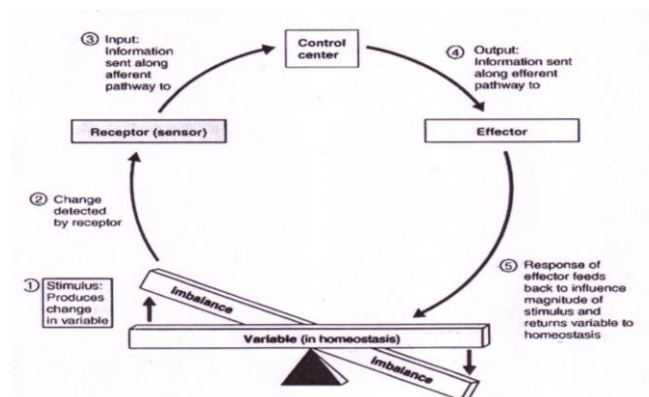 ③ Input:
Information
sent along
afferent
pathway to
Control
center
④ Output:
Information sent
along efferent
pathway to
Receptor (sensor)
Effector
② Change
detected
by receptor
① Stimulus:
Produces
change
in variable
Imbalance
Variable (in homeostasis)
Imbalance
⑤ Response of
effector feeds
back to influence
magnitude of
stimulus and
returns variable to
homeostasis